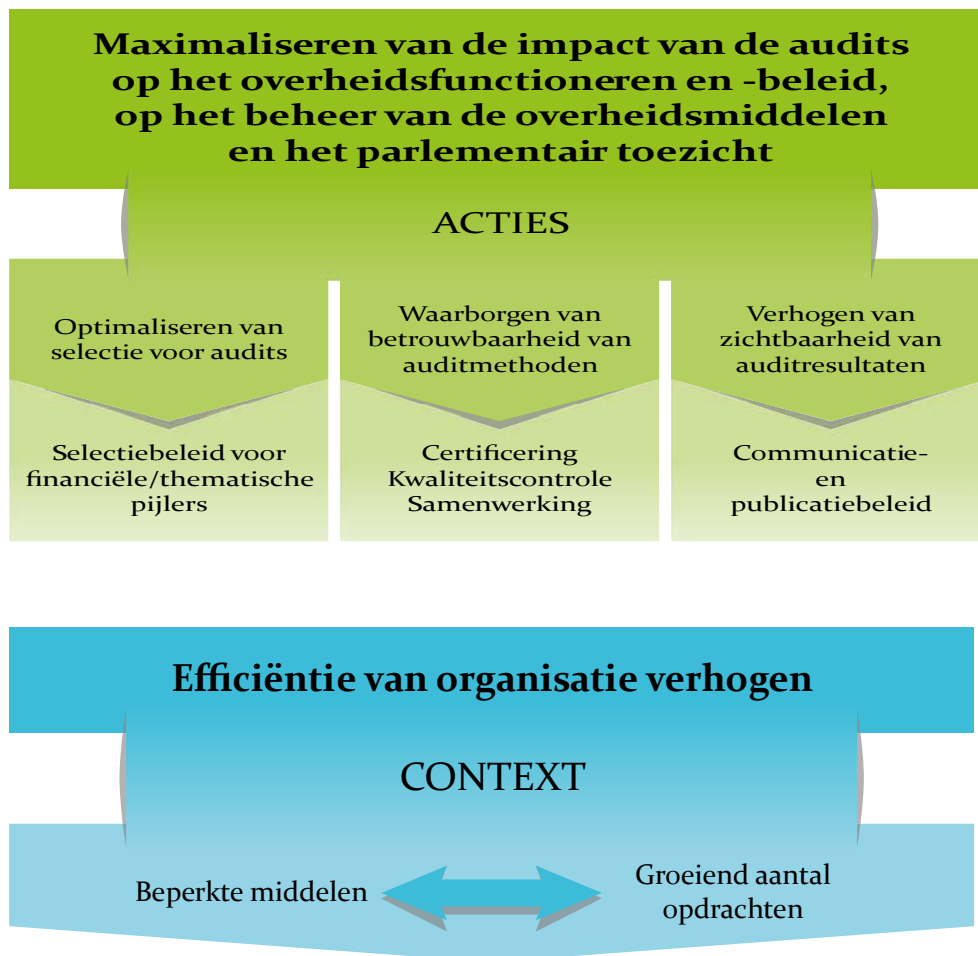 Maximaliseren van de impact van de audits
op het overheidsfunctioneren en -beleid,
op het beheer van de overheidsmiddelen
en het parlementair toezicht
ACTIES
Optimaliseren van
selectie voor audits
Waarborgen van
betrouwbaarheid van
auditmethoden
Verhogen van
zichtbaarheid van
auditresultaten
Selectiebeleid voor
financiële/thematische
pijlers
Certificering
Kwaliteitscontrole
Samenwerking
Communicatie-
en
publicatiebeleid
Efficiëntie van organisatie verhogen
CONTEXT
Beperkte middelen
Groeiend aantal
opdrachten